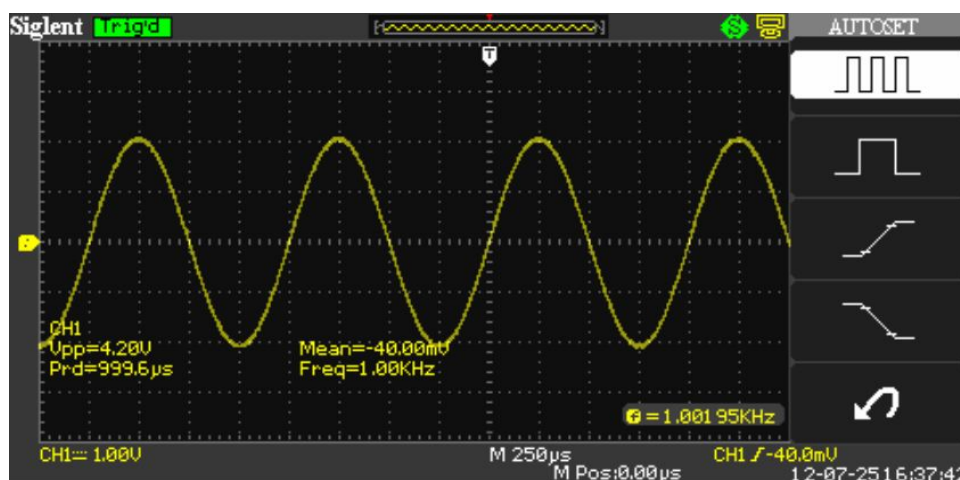 Siglent Trig'd AUTOSET
T
CH1
Vpp=4.20V Mean=-40.00mV
Prd=999.6µs Freq=1.00KHz
f=1.00195KHz
CH1 1.00V M 250µs CH1 -40.0mV
M Pos:0.00µs